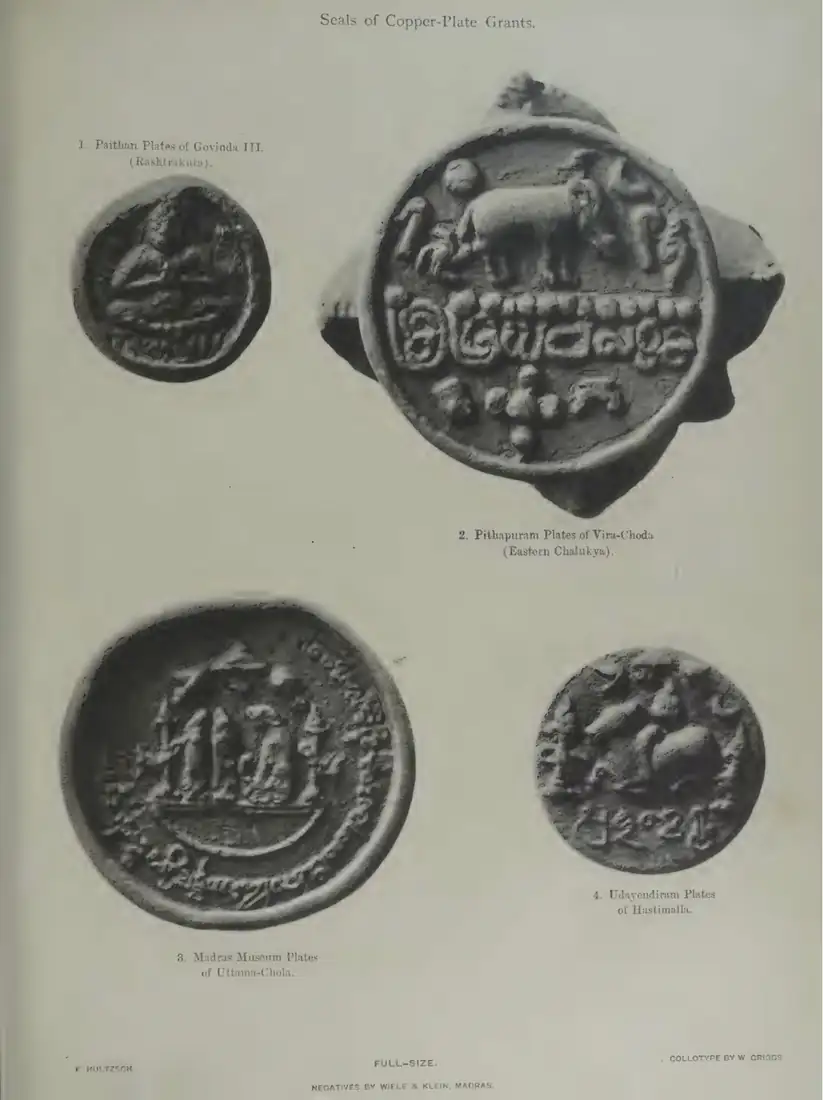 Seals of Copper-Plate Grants.
1. Paithan Plates of Govinda III.
(Rashtrakuta).
2. Pithapuram Plates of Vira-Choda
(Eastern Chalukya).
3. Madras Museum Plates
of Uttama-Chola.
4. Udayendiram Plates
of Hastimalla.
E. HULTZSCH.
FULL-SIZE.
COLLOTYPE BY W. GRIGGS
NEGATIVES BY WIELE & KLEIN, MADRAS.